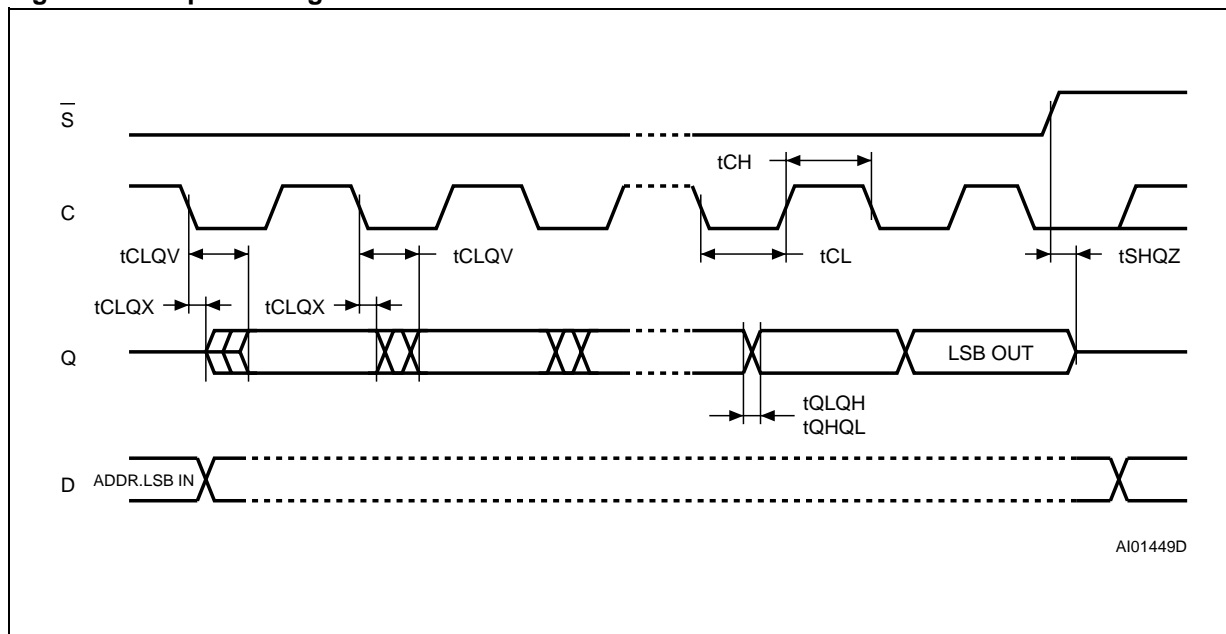 S
tCH
C
tCLQV
tCLQV
tCL
tSHQZ
tCLQX
tCLQX
Q
LSB OUT
tQLQH
tQHQL
D
ADDR.LSB IN
AI01449D